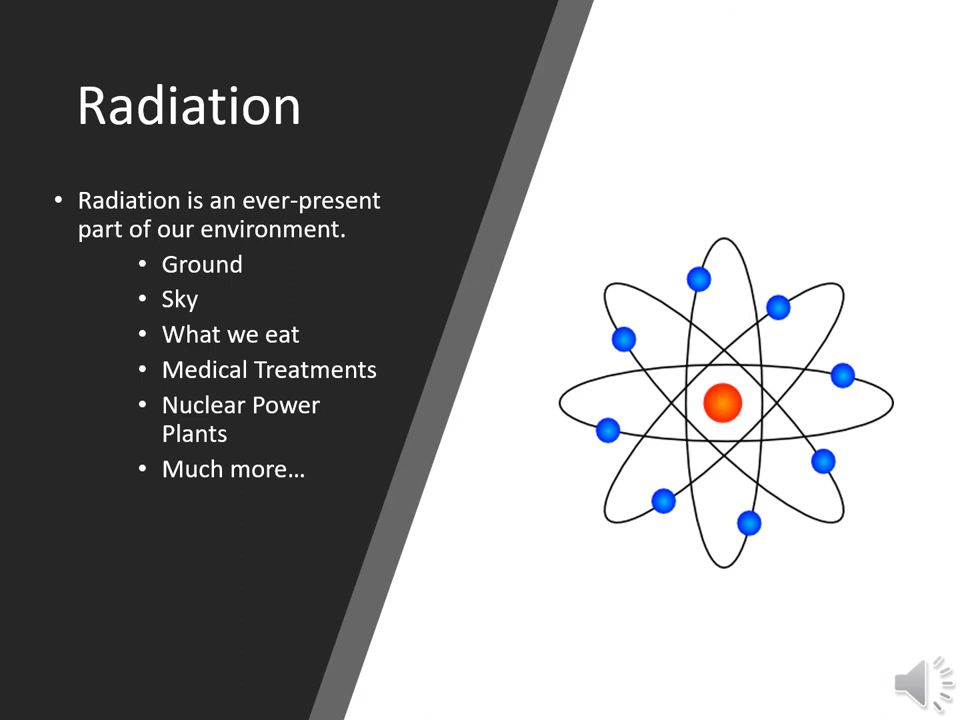 Radiation
• Radiation is an ever-present
part of our environment.
• Ground
• Sky
• What we eat
• Medical Treatments
• Nuclear Power
Plants
• Much more...